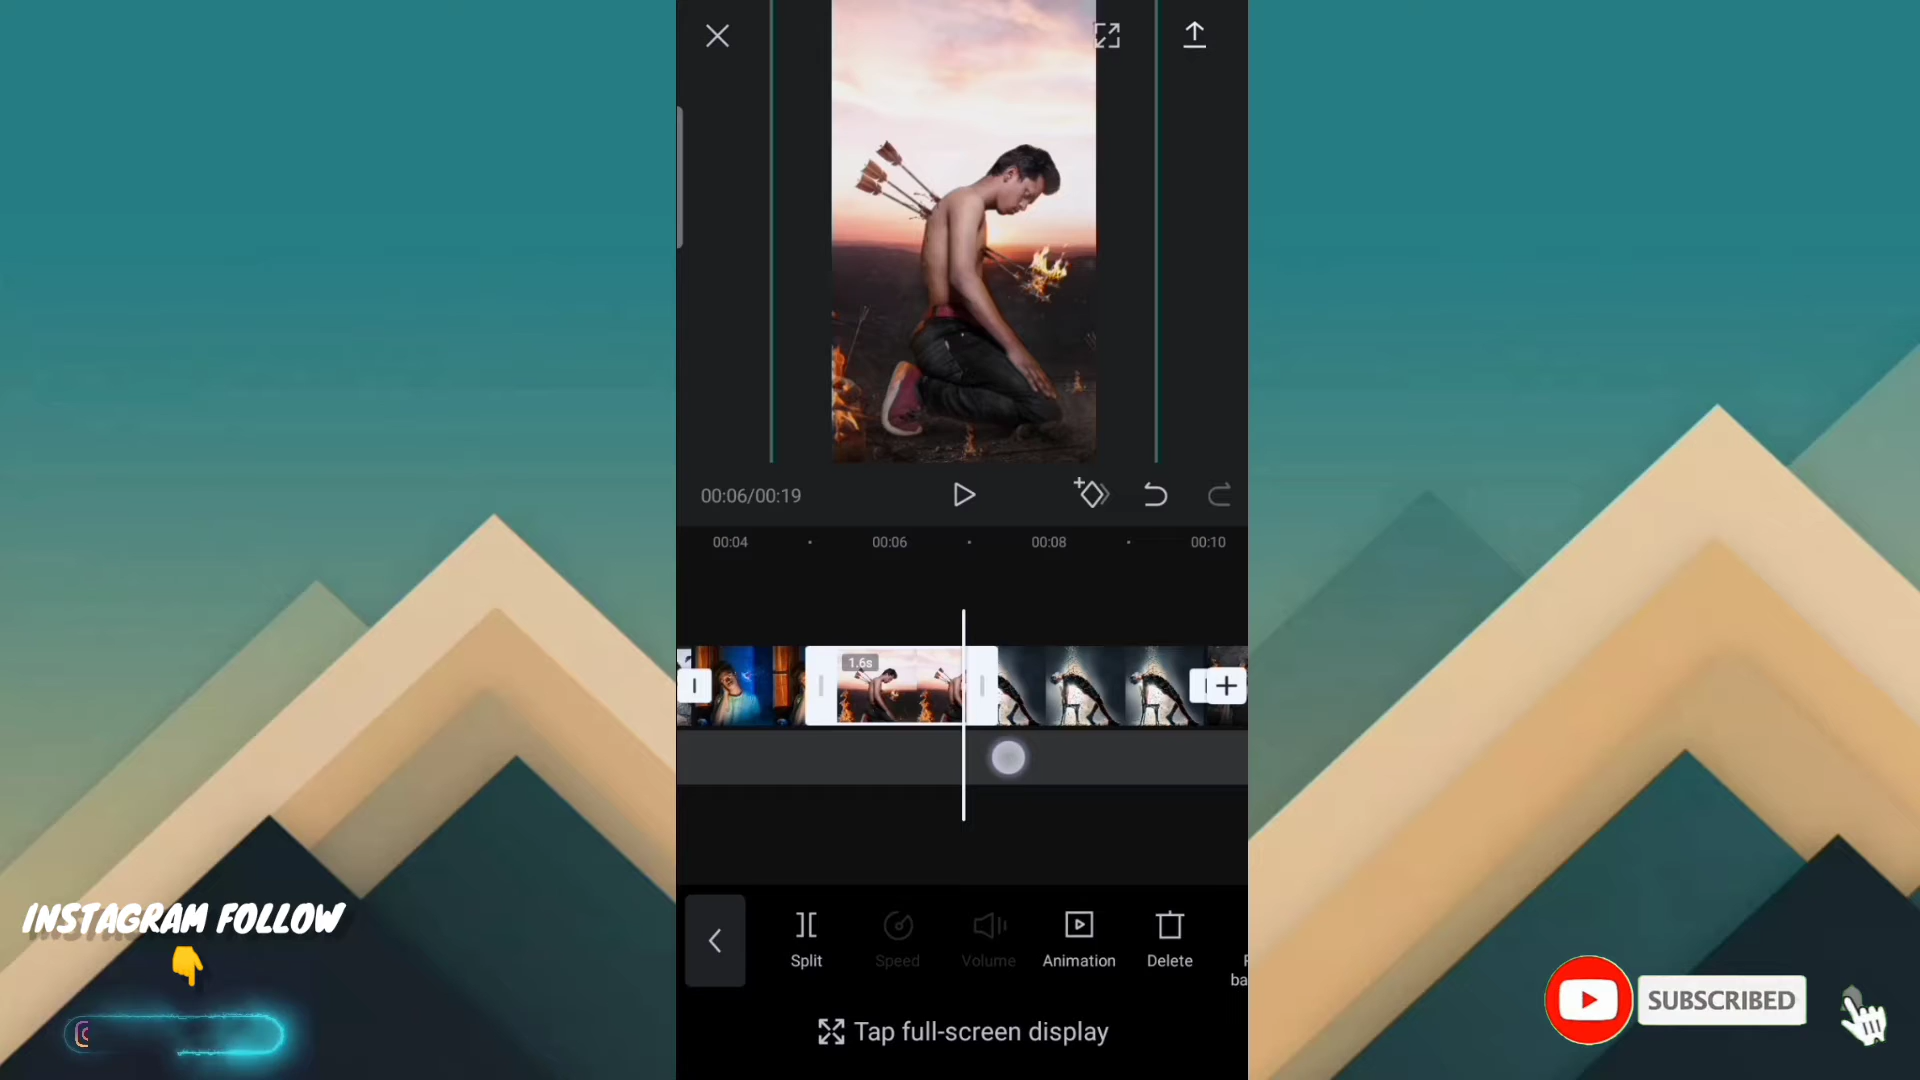 00:06/00:19
00:04
00:06
00:08
00:10
1.6s
Split
Speed
Volume
Animation
Delete
ba
Tap full-screen display
INSTAGRAM FOLLOW
SUBSCRIBED